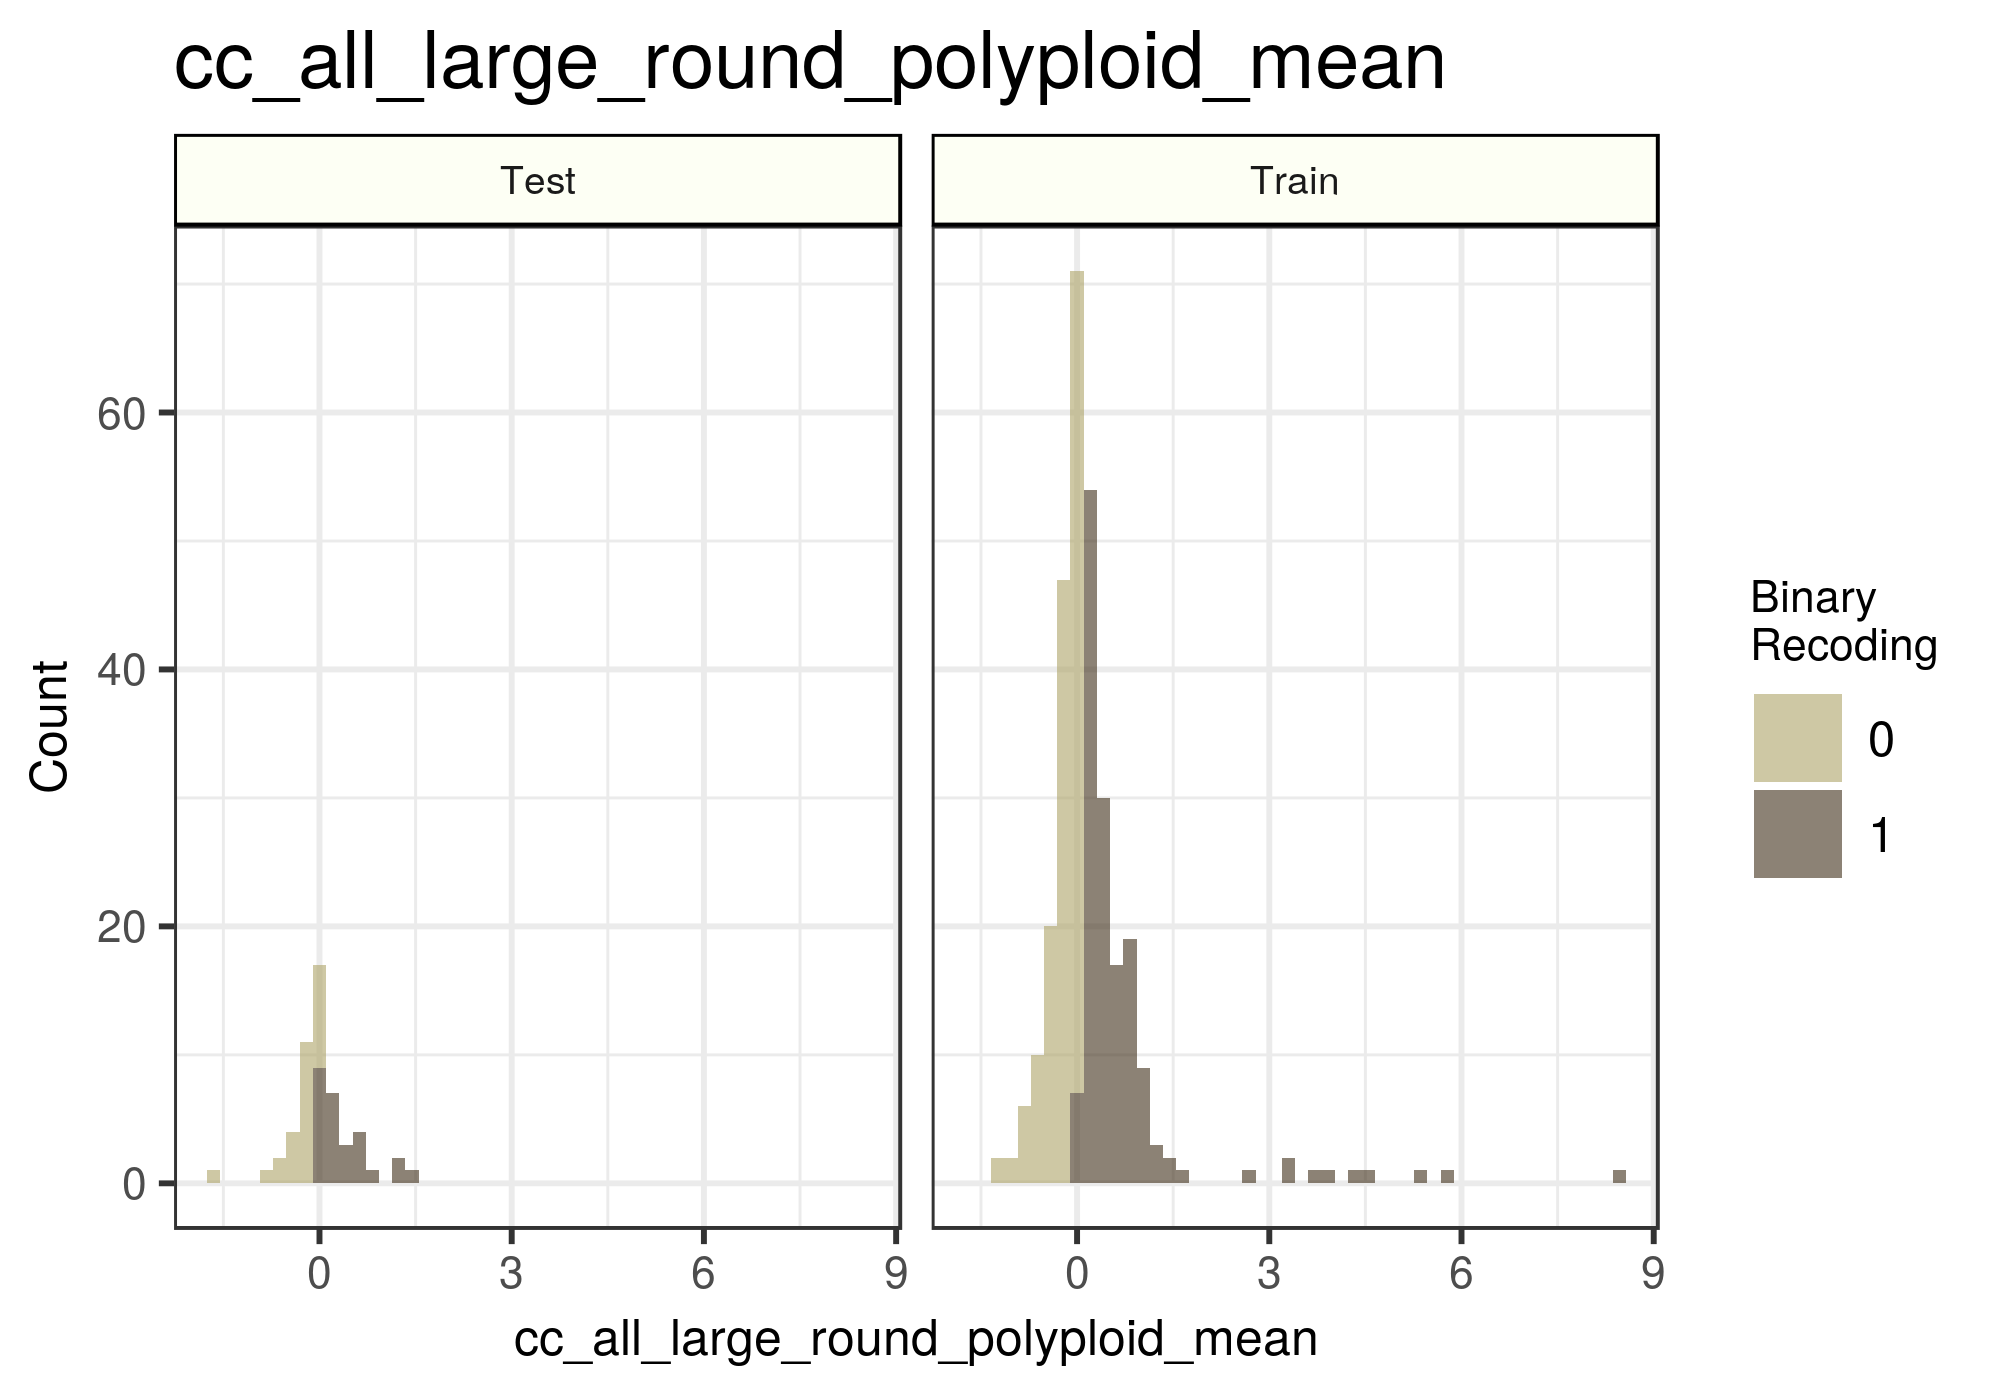 cc_all_large_round_polyploid_mean
Test
Train
60
40
20
0
Count
0 3 6 9
0 3 6 9
cc_all_large_round_polyploid_mean
Binary
Recoding
0
1